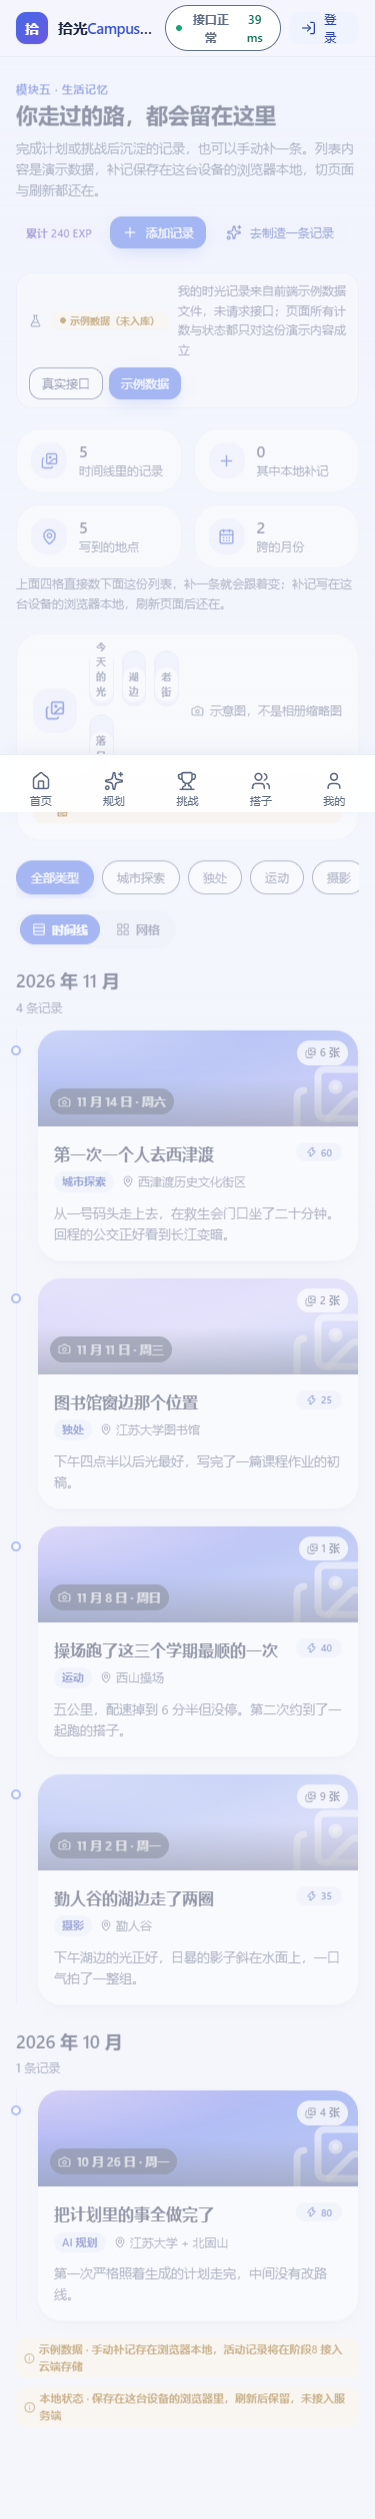 拾 拾光Campus... 接口正常 39 ms 登录
模块五 · 生活记忆
你走过的路，都会留在这里
完成计划或挑战后沉淀的记录，也可以手动补一条。列表内
容是演示数据，补记保存在这台设备的浏览器本地，切页面
与刷新都还在。
累计 240 EXP 添加记录 去制造一条记录
示例数据（未入库）
我的时光记录来自前端示例数据
文件，未请求接口；页面所有计
数与状态都只对这份演示内容成
立
真实接口 示例数据
5
时间线里的记录
0
其中本地补记
5
写到的地点
2
跨的月份
上面四格直接数下面这份列表，补一条就会跟着变；补记写在这
台设备的浏览器本地，刷新页面后还在。
今天的光 湖边 老街 示意图，不是相册缩略图
首页 规划 挑战 搭子 我的
全部类型 城市探索 独处 运动 摄影
时间线 网格
2026 年 11 月
4 条记录
6 张
11 月 14 日 · 周六
第一次一个人去西津渡 60
城市探索 西津渡历史文化街区
从一号码头走上去，在救生会门口坐了二十分钟。
回程的公交正好看到长江变暗。
2 张
11 月 11 日 · 周三
图书馆窗边那个位置 25
独处 江苏大学图书馆
下午四点半以后光最好，写完了一篇课程作业的初
稿。
1 张
11 月 8 日 · 周日
操场跑了这三个学期最顺的一次 40
运动 西山操场
五公里，配速掉到 6 分半但没停。第二次约到了一
起跑的搭子。
9 张
11 月 2 日 · 周一
勤人谷的湖边走了两圈 35
摄影 勤人谷
下午湖边的光正好，日晷的影子斜在水面上，一口
气拍了一整组。
2026 年 10 月
1 条记录
4 张
10 月 26 日 · 周一
把计划里的事全做完了 80
AI 规划 江苏大学 + 北固山
第一次严格照着生成的计划走完，中间没有改路
线。
示例数据 · 手动补记存在浏览器本地，活动记录将在阶段8 接入
云端存储
本地状态 · 保存在这台设备的浏览器里，刷新后保留，未接入服
务端